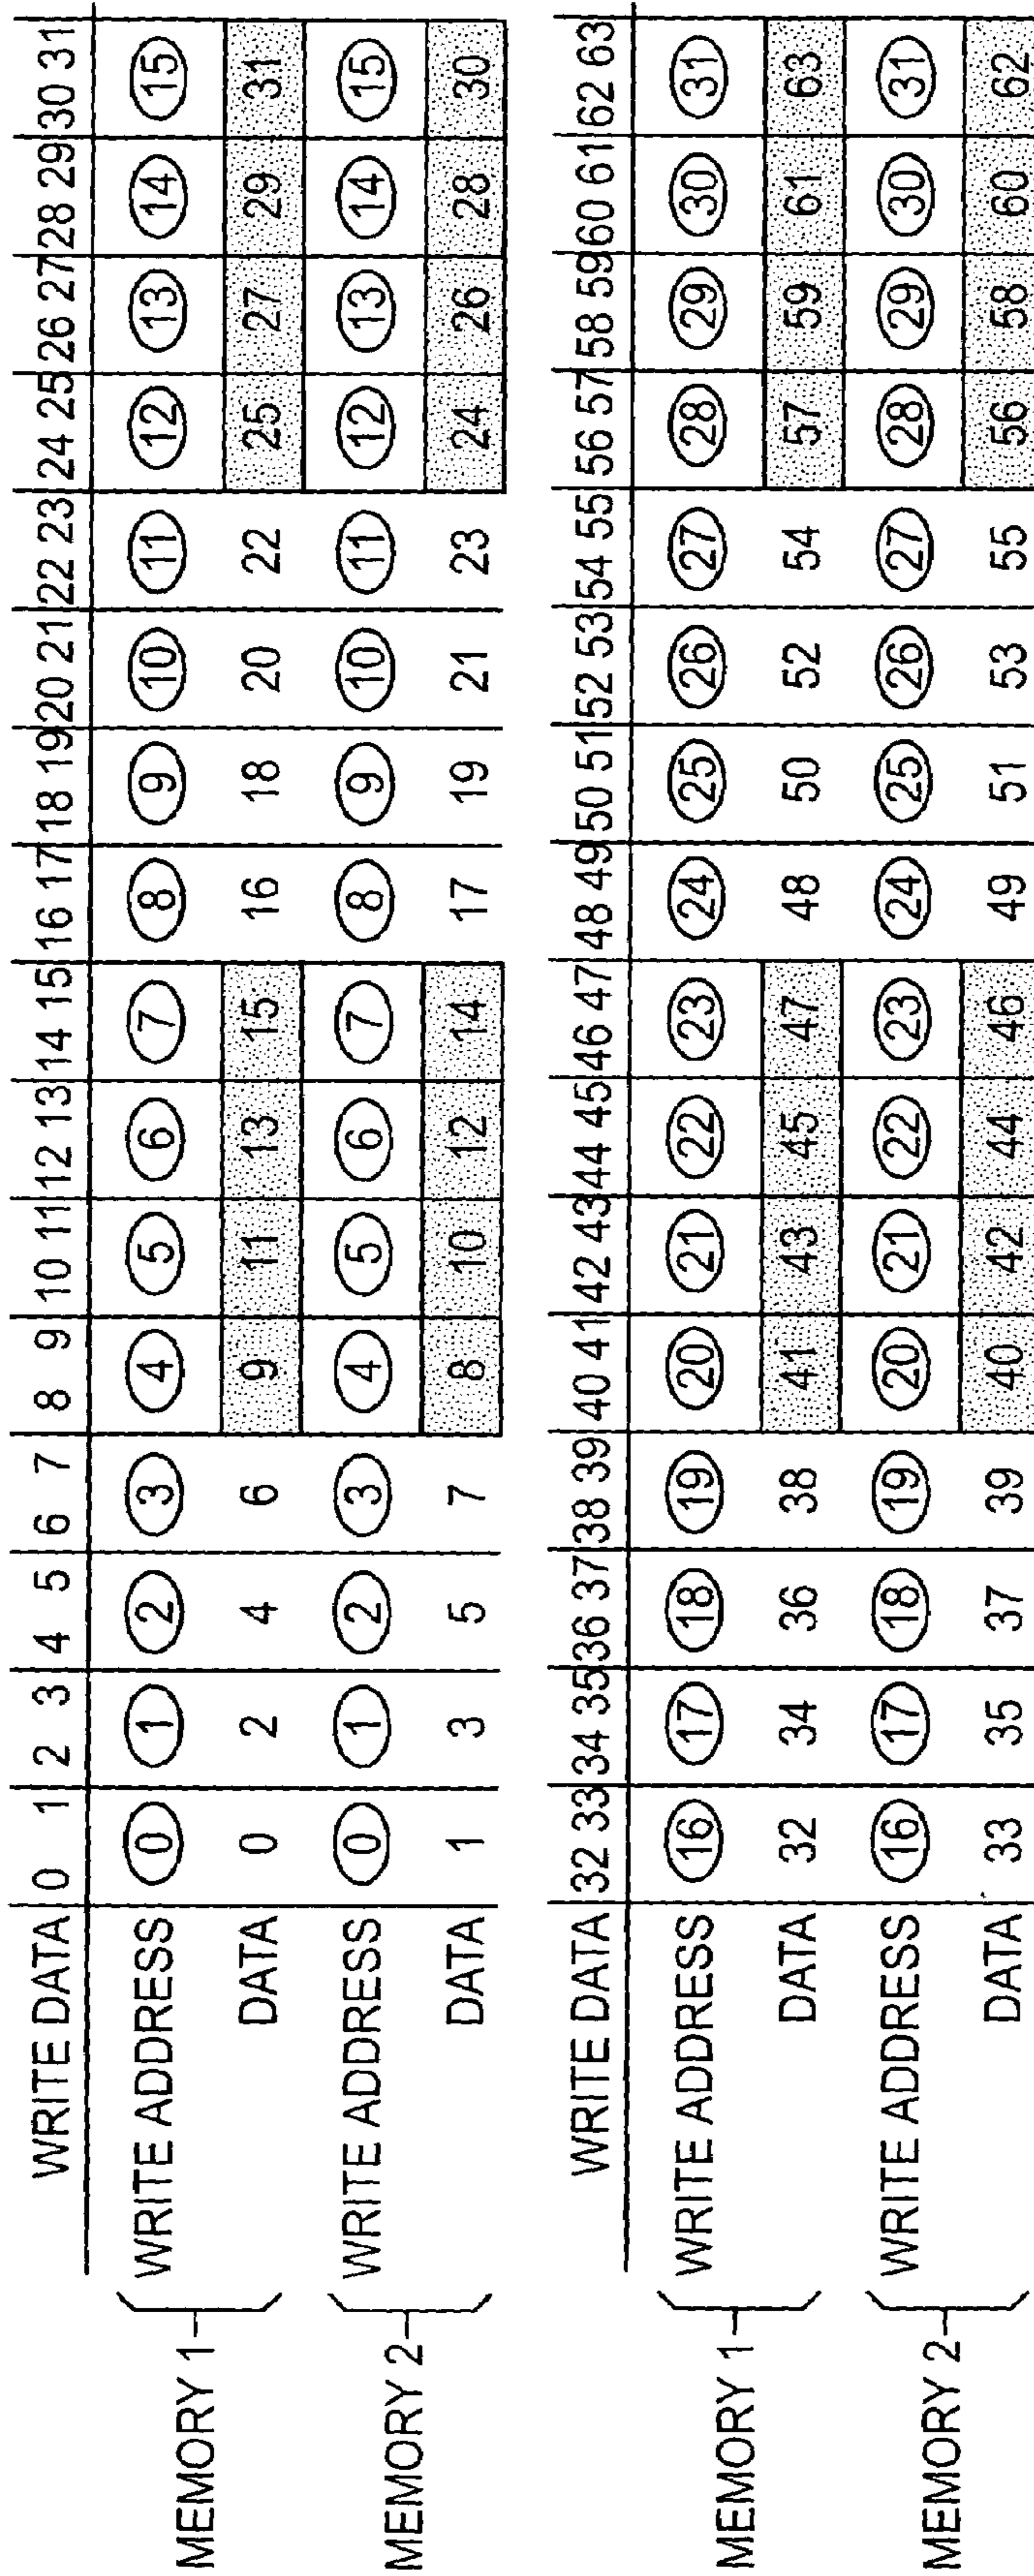 WRITE DATA 0 1 2 3 4 5 6 7 8 9 10 11 12 13 14 15 16 17 18 19 20 21 22 23 24 25 26 27 28 29 30 31
MEMORY 1
WRITE ADDRESS 0 1 2 3 4 5 6 7 8 9 10 11 12 13 14 15
DATA 0 2 4 6 9 11 13 15 16 18 20 22 25 27 29 31
MEMORY 2
WRITE ADDRESS 0 1 2 3 4 5 6 7 8 9 10 11 12 13 14 15
DATA 1 3 5 7 8 10 12 14 17 19 21 23 24 26 28 30
WRITE DATA 32 33 34 35 36 37 38 39 40 41 42 43 44 45 46 47 48 49 50 51 52 53 54 55 56 57 58 59 60 61 62 63
MEMORY 1
WRITE ADDRESS 16 17 18 19 20 21 22 23 24 25 26 27 28 29 30 31
DATA 32 34 36 38 41 43 45 47 48 50 52 54 57 59 61 63
MEMORY 2
WRITE ADDRESS 16 17 18 19 20 21 22 23 24 25 26 27 28 29 30 31
DATA 33 35 37 39 40 42 44 46 49 51 53 55 56 58 60 62